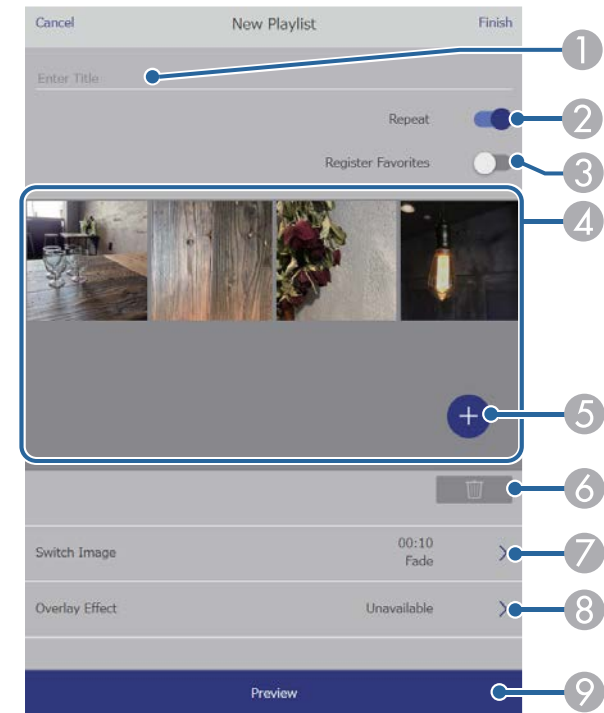 Cancel New Playlist Finish
1
Enter Title
Repeat
2
Register Favorites
3
4
+
5
6
Switch Image
00:10
Fade
7
Overlay Effect Unavailable
8
Preview
9